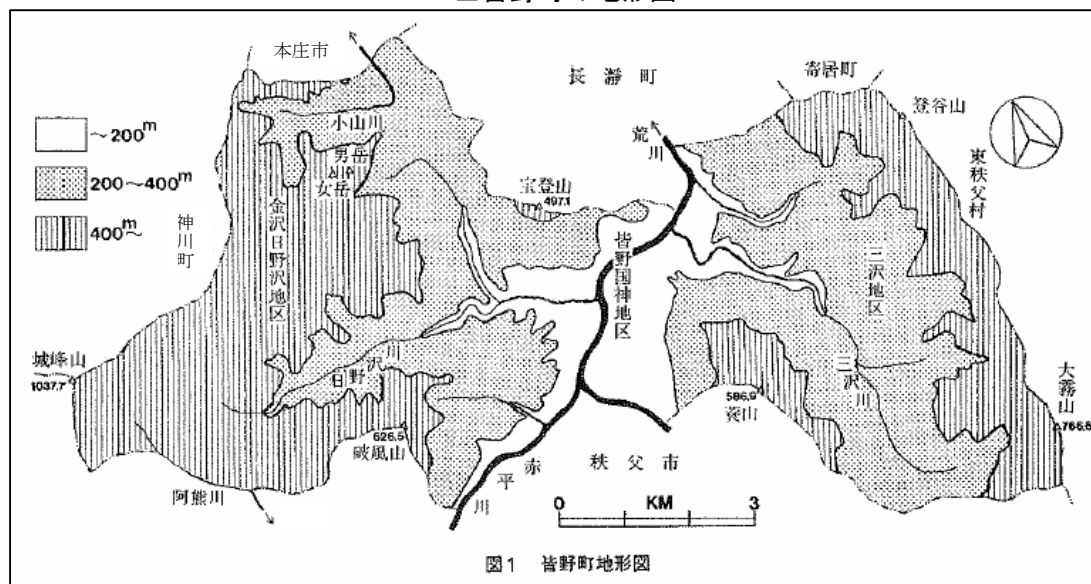 本庄市
長瀞町
寄居町
登谷山
~200m
200~400m
400m~
小山川
男岳
女岳
荒川
東秩父村
宝登山
497.1
神川町
金沢日野沢地区
皆野国神地区
三沢地区
城峰山
1037.7
日野沢川
三沢川
大霧山
766.6
586.9
蓑山
626.5
破風山
秩父市
赤平川
阿熊川
0 KM 3
図1 皆野町地形図